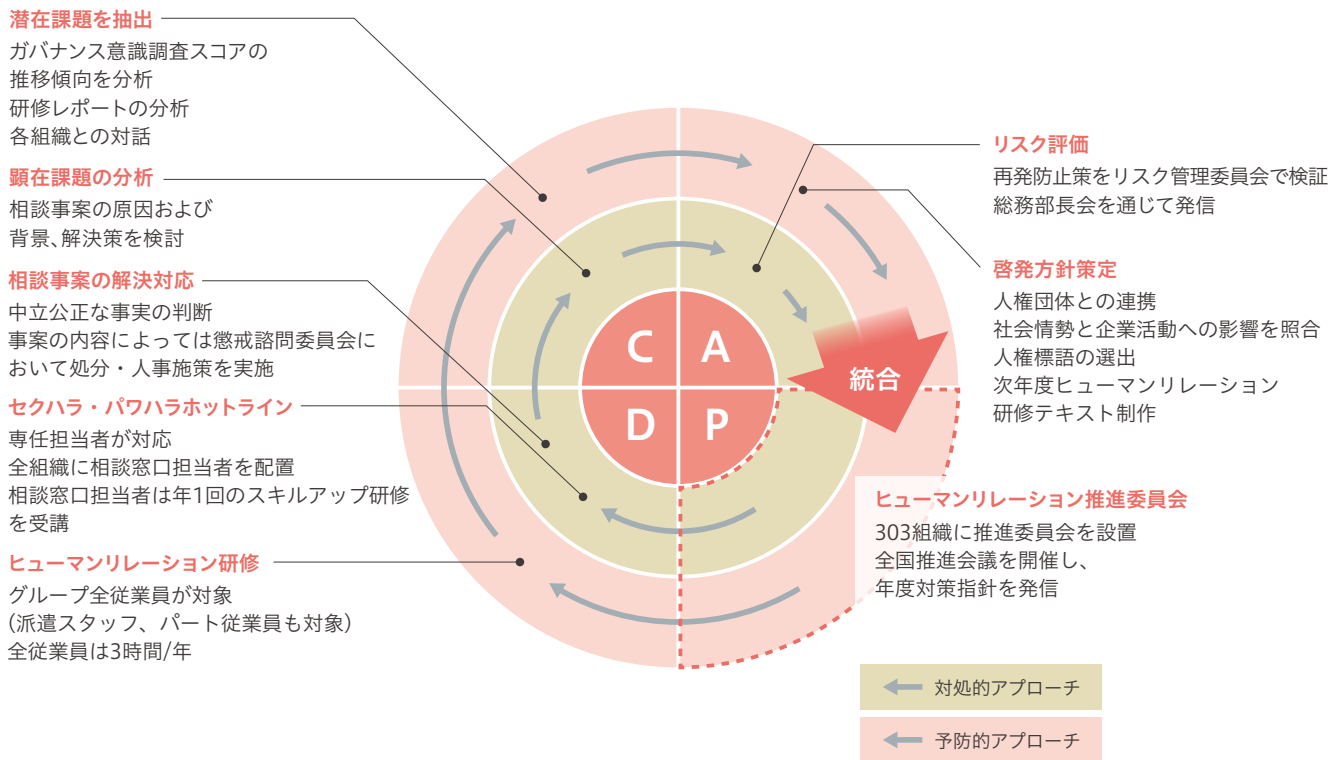 潜在課題を抽出
ガバナンス意識調査スコアの
推移傾向を分析
研修レポートの分析
各組織との対話
顕在課題の分析
相談事案の原因および
背景、解決策を検討
相談事案の解決対応
中立公正な事実の判断
事案の内容によっては懲戒諮問委員会に
おいて処分・人事施策を実施
セクハラ・パワハラホットライン
専任担当者が対応
全組織に相談窓口担当者を配置
相談窓口担当者は年1回のスキルアップ研修
を受講
ヒューマンリレーション研修
グループ全従業員が対象
(派遣スタッフ、パート従業員も対象)
全従業員は3時間/年
C
A
D
P
統合
リスク評価
再発防止策をリスク管理委員会で検証
総務部長会を通じて発信
啓発方針策定
人権団体との連携
社会情勢と企業活動への影響を照合
人権標語の選出
次年度ヒューマンリレーション
研修テキスト制作
ヒューマンリレーション推進委員会
303組織に推進委員会を設置
全国推進会議を開催し、
年度対策指針を発信
対処的アプローチ
予防的アプローチ